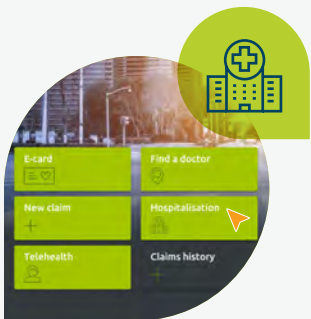 E-card
Find a doctor
New claim
Hospitalisation
Telehealth
Claims history